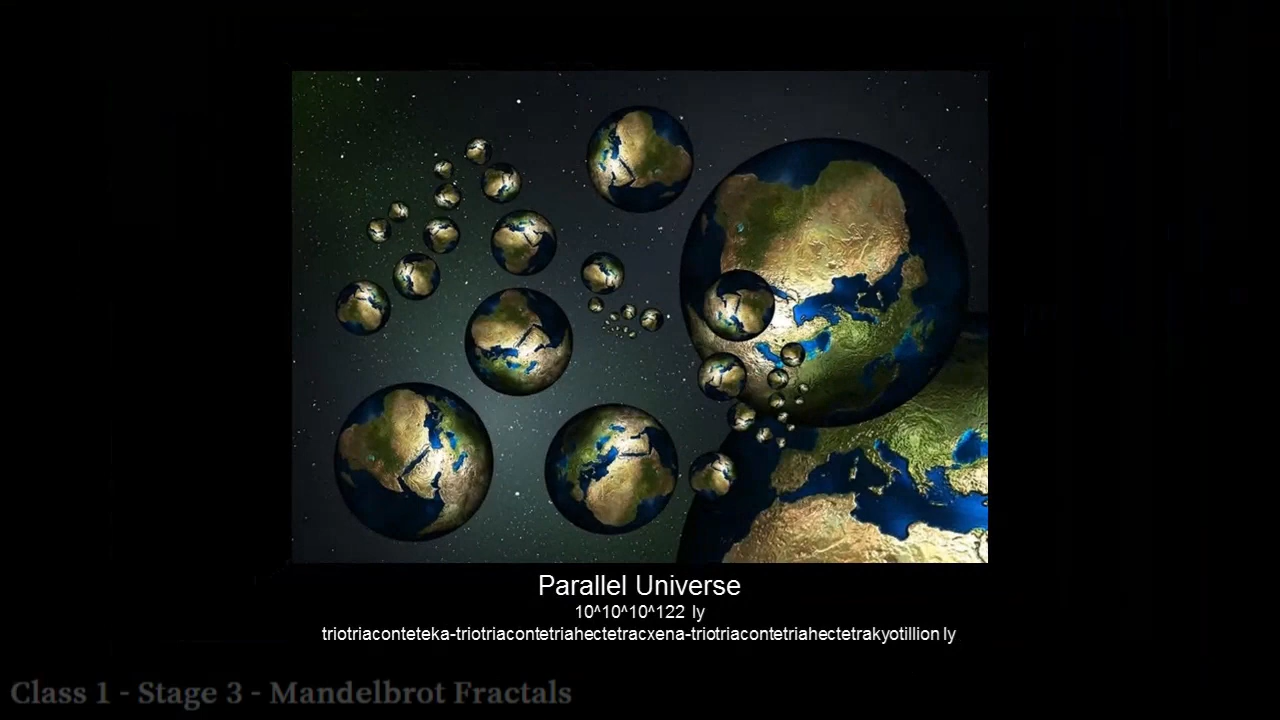 Parallel Universe
10^10^10^122 ly
triotriaconteteka-triotriacontetriahectetracxena-triotriacontetriahectetrakyotillion ly
Class 1 - Stage 3 - Mandelbrot Fractals